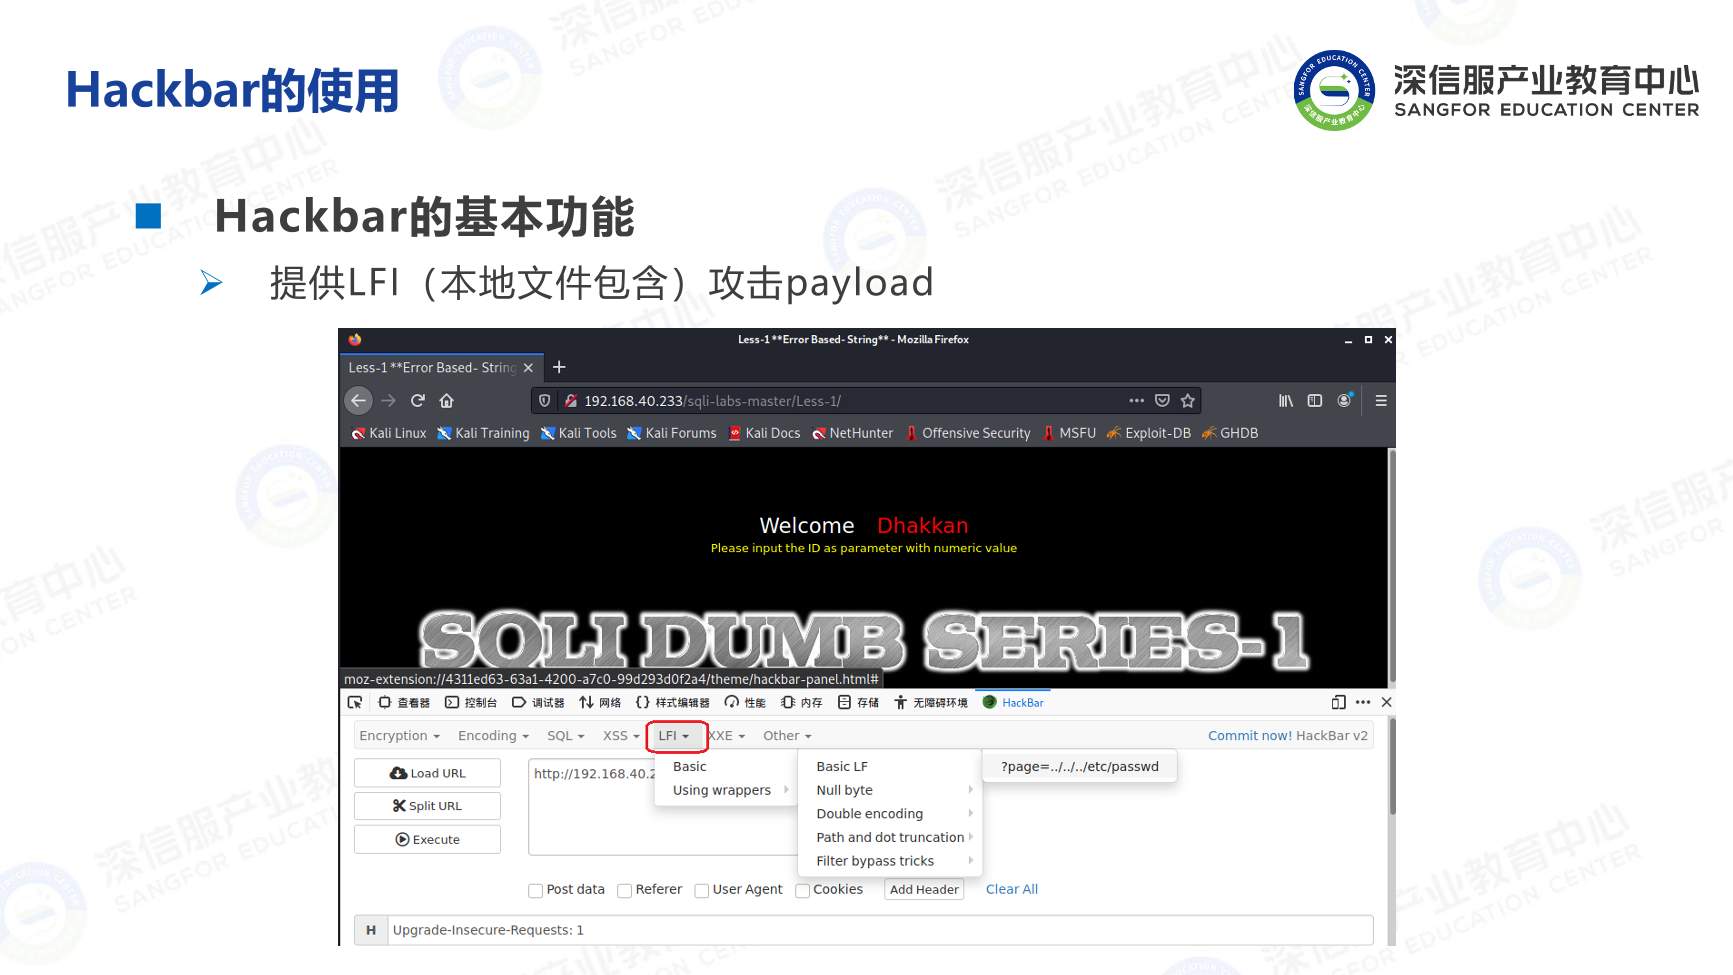 Hackbar的使用
深信服产业教育中心
SANGFOR EDUCATION CENTER
Hackbar的基本功能
提供LFI（本地文件包含）攻击payload
Less-1 **Error Based- String** - Mozilla Firefox
Less-1 **Error Based- String
192.168.40.233/sqli-labs-master/Less-1/
Kali Linux Kali Training Kali Tools Kali Forums Kali Docs NetHunter Offensive Security MSFU Exploit-DB GHDB
Welcome Dhakkan
Please input the ID as parameter with numeric value
SQLI DUMB SERIES-1
moz-extension://4311ed63-63a1-4200-a7c0-99d293d0f2a4/theme/hackbar-panel.html#
查看器 控制台 调试器 网络 样式编辑器 性能 内存 存储 无障碍环境 HackBar
Encryption Encoding SQL XSS LFI XXE Other Commit now! HackBar v2
Load URL
Split URL
Execute
http://192.168.40.2
Basic
Using wrappers
Basic LF
Null byte
Double encoding
Path and dot truncation
Filter bypass tricks
?page=../../../etc/passwd
Post data Referer User Agent Cookies Add Header Clear All
H Upgrade-Insecure-Requests: 1